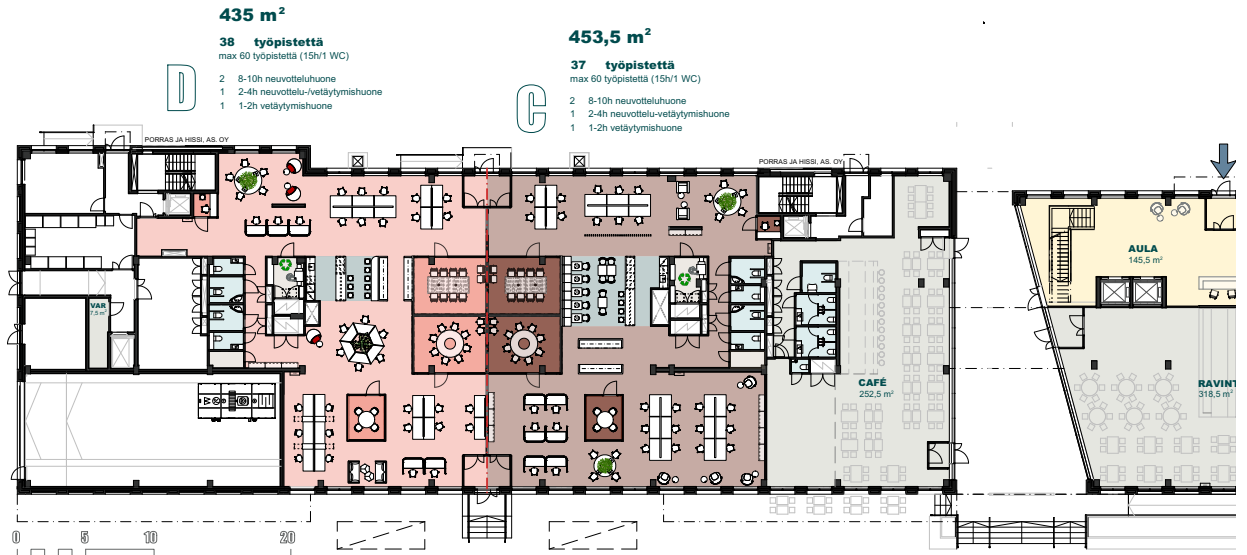 435 m²
38 työpistettä
max 60 työpistettä (15h/1 WC)
2 8-10h neuvotteluhuone
1 2-4h neuvottelu-/vetäytymishuone
1 1-2h vetäytymishuone
D
453,5 m²
37 työpistettä
max 60 työpistettä (15h/1 WC)
2 8-10h neuvotteluhuone
1 2-4h neuvottelu-vetäytymishuone
1 1-2h vetäytymishuone
C
PORRAS JA HISSI, AS. OY
PORRAS JA HISSI, AS. OY
AULA
145,5 m²
VAR
7,5 m²
CAFÉ
252,5 m²
RAVINT
318,5 m²
0 5 10 20